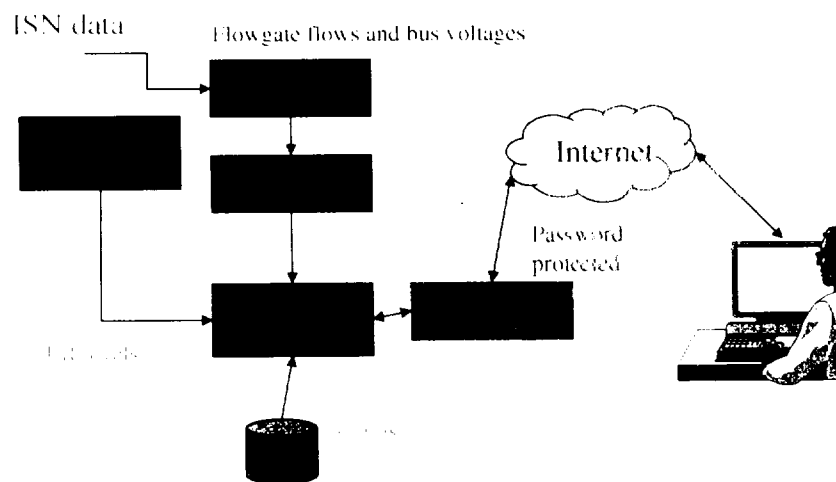 ISN data
Flowgate flows and bus voltages
Internet
Password
protected